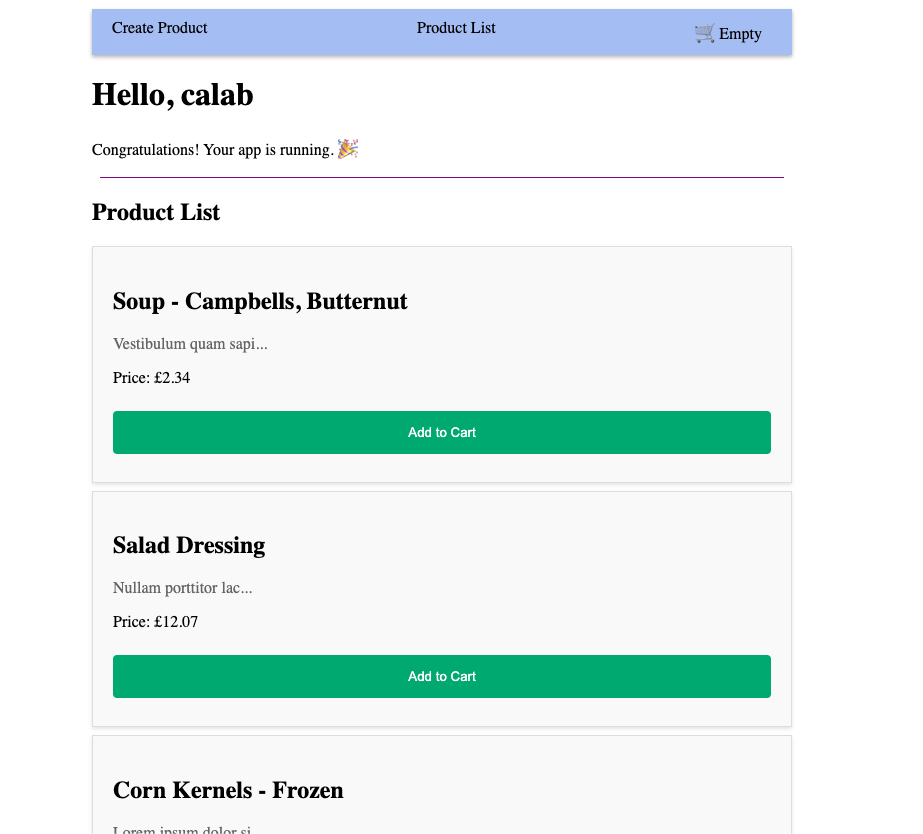 Create Product
Product List
🛒 Empty
Hello, calab
Congratulations! Your app is running. 🎉
Product List
Soup - Campbells, Butternut
Vestibulum quam sapi...
Price: £2.34
Add to Cart
Salad Dressing
Nullam porttitor lac...
Price: £12.07
Add to Cart
Corn Kernels - Frozen
Lorem ipsum dolor si...